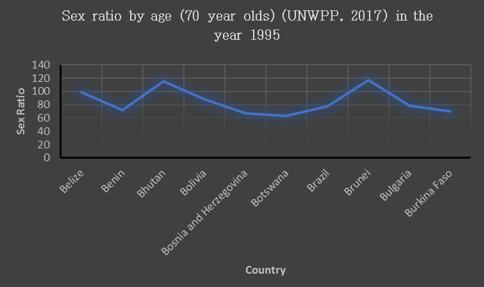 Sex ratio by age (70 year olds) (UNWPP, 2017) in the
year 1995
140
120
100
80
60
40
20
0
Sex Ratio
Belize
Benin
Bhutan
Bolivia
Bosnia and Herzegovina
Botswana
Brazil
Brunei
Bulgaria
Burkina Faso
Country